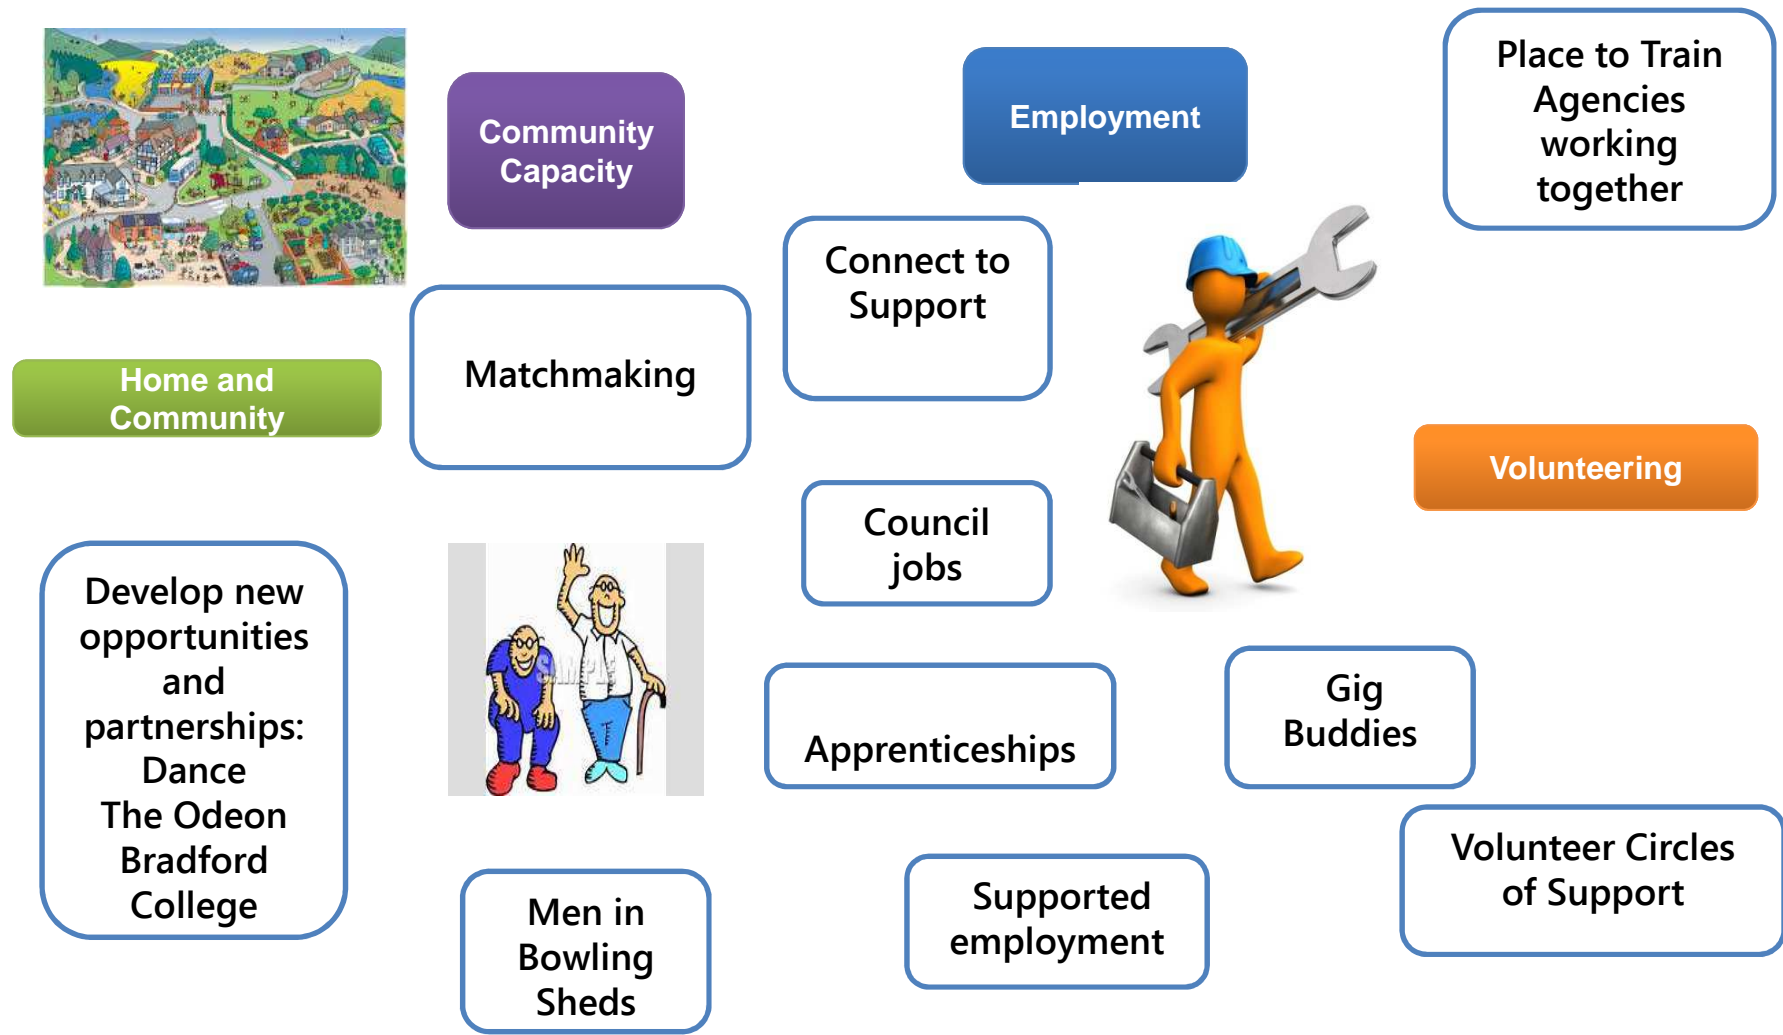 Community
Capacity
Employment
Place to Train
Agencies
working
together
Connect to
Support
Matchmaking
Home and
Community
Volunteering
Council
jobs
Develop new
opportunities
and
partnerships:
Dance
The Odeon
Bradford
College
SAMPLE
Apprenticeships
Gig
Buddies
Men in
Bowling
Sheds
Supported
employment
Volunteer Circles
of Support